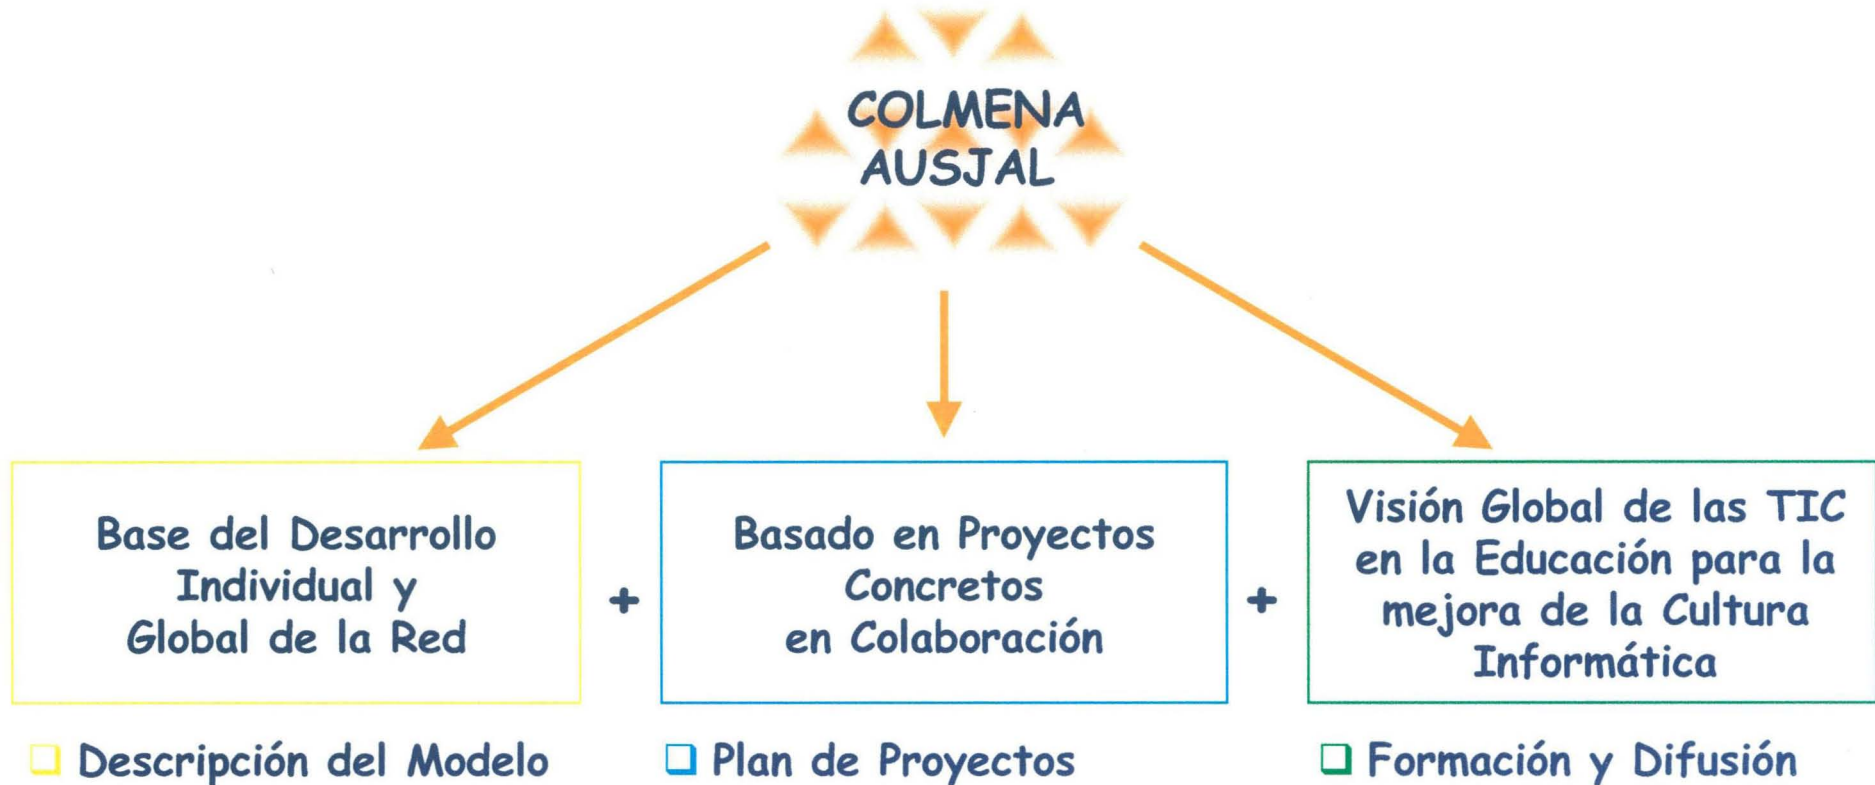 COLMENA
AUSJAL
Base del Desarrollo
Individual y
Global de la Red
+
Basado en Proyectos
Concretos
en Colaboración
+
Visión Global de las TIC
en la Educación para la
mejora de la Cultura
Informática
Descripción del Modelo
Plan de Proyectos
Formación y Difusión